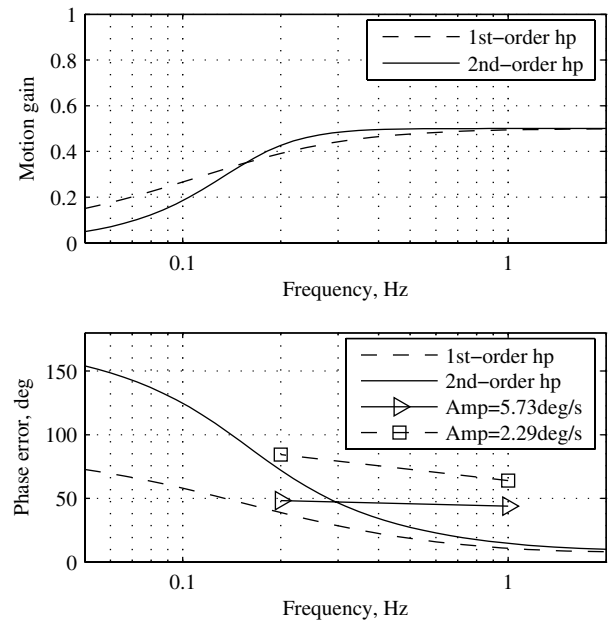 1
0.8
0.6
0.4
0.2
0
Motion gain
1st−order hp
2nd−order hp
0.1
1
Frequency, Hz
150
100
50
0
Phase error, deg
1st−order hp
2nd−order hp
Amp=5.73deg/s
Amp=2.29deg/s
0.1
1
Frequency, Hz